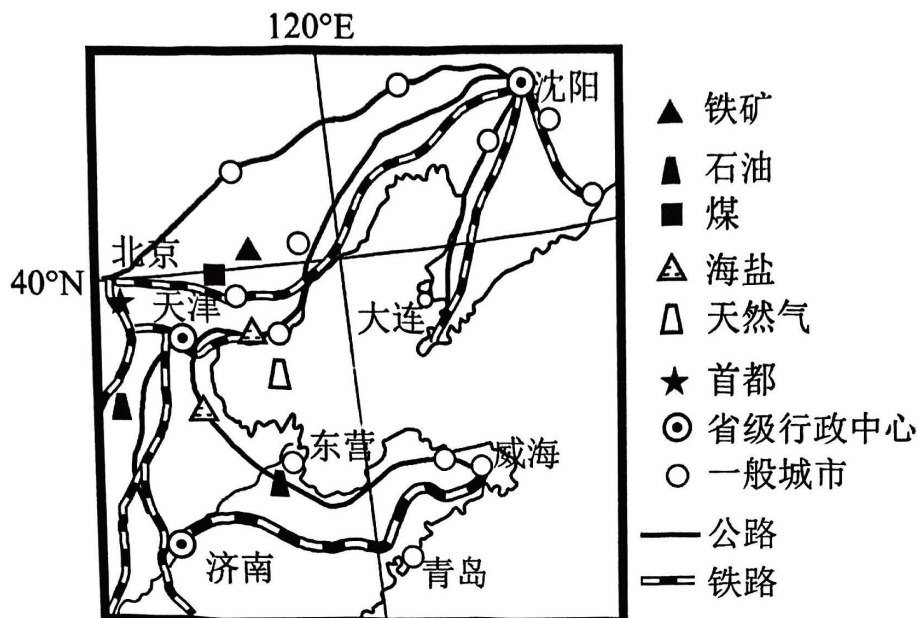 120°E
沈阳
北京
40°N
天津
大连
东营
威海
济南
青岛
铁矿
石油
煤
海盐
天然气
首都
省级行政中心
一般城市
公路
铁路